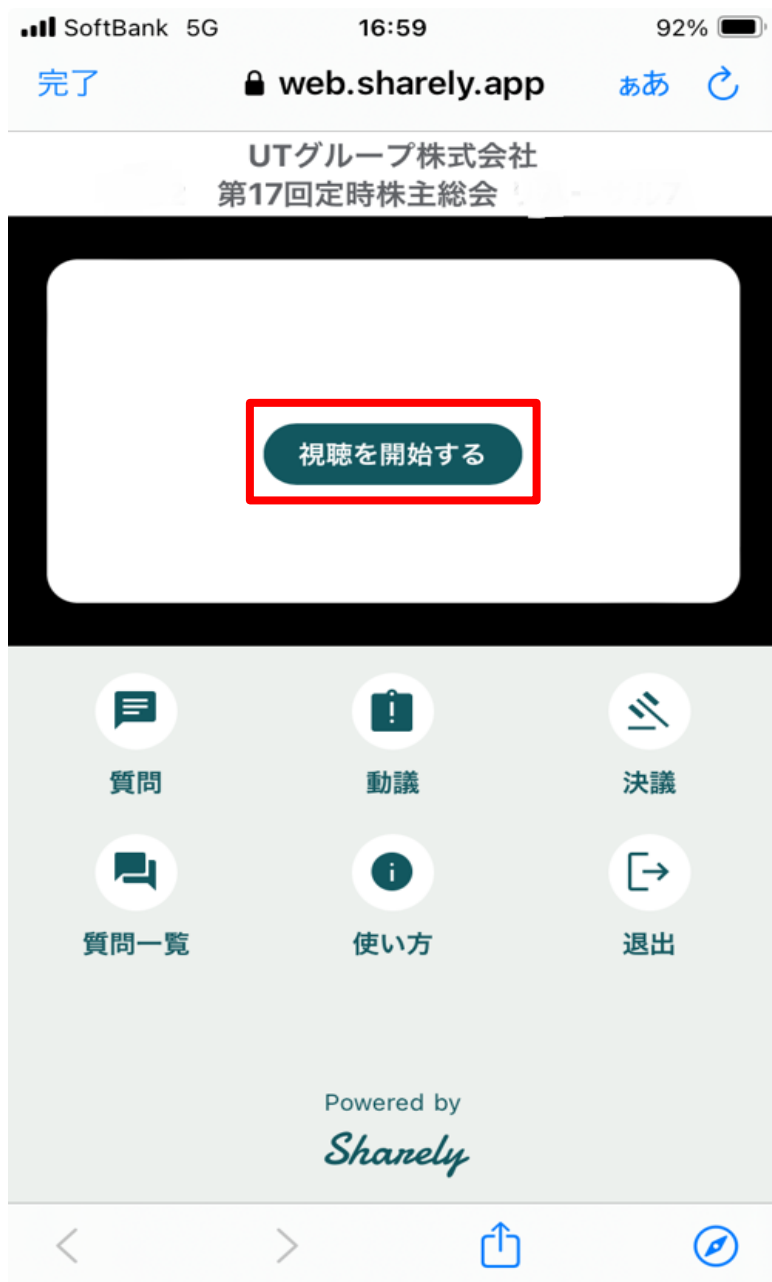 SoftBank 5G 16:59 92%
完了 web.sharely.app ぁあ
UTグループ株式会社
第17回定時株主総会
視聴を開始する
質問 動議 決議
質問一覧 使い方 退出
Powered by
Sharely